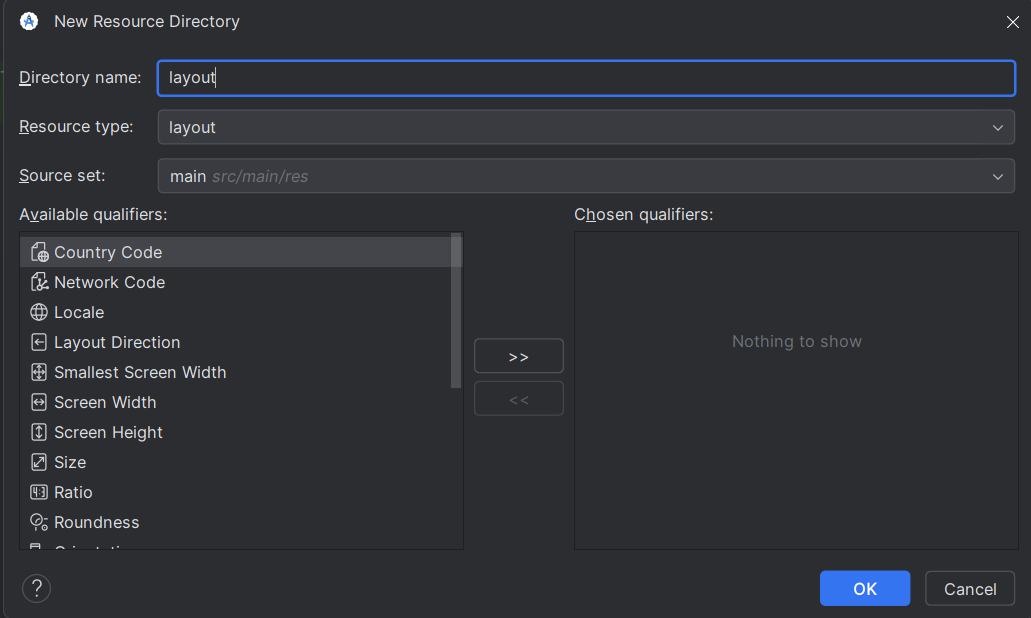 New Resource Directory
Directory name: layout
Resource type: layout
Source set: main src/main/res
Available qualifiers: Chosen qualifiers:
Country Code
Network Code
Locale
Layout Direction
Smallest Screen Width
Screen Width
Screen Height
Size
Ratio
Roundness
>>
<<
Nothing to show
? OK Cancel